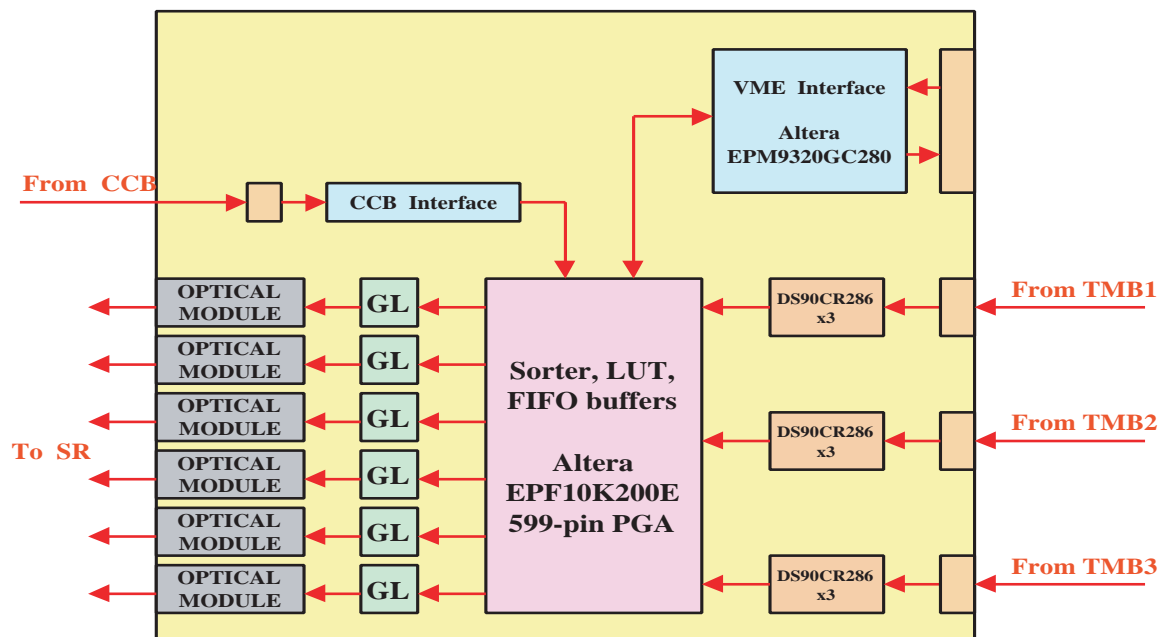 VME Interface
Altera
EPM9320GC280
From CCB
CCB Interface
OPTICAL
MODULE
GL
DS90CR286
x3
From TMB1
OPTICAL
MODULE
GL
Sorter, LUT,
FIFO buffers
OPTICAL
MODULE
GL
DS90CR286
x3
From TMB2
To SR
OPTICAL
MODULE
GL
Altera
EPF10K200E
599-pin PGA
OPTICAL
MODULE
GL
OPTICAL
MODULE
GL
DS90CR286
x3
From TMB3